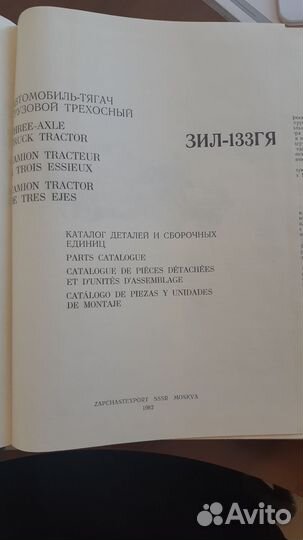 АВТОМОБИЛЬ-ТЯГАЧ
ГРУЗОВОЙ ТРЕХОСНЫЙ
THREE-AXLE
TRUCK TRACTOR
CAMION TRACTEUR
À TROIS ESSIEUX
CAMION TRACTOR
DE TRES EJES
ЗИЛ-133ГЯ
КАТАЛОГ ДЕТАЛЕЙ И СБОРОЧНЫХ
ЕДИНИЦ
PARTS CATALOGUE
CATALOGUE DE PIÈCES DÉTACHÉES
ET D'UNITÉS D'ASSEMBLAGE
CATÁLOGO DE PIEZAS Y UNIDADES
DE MONTAJE
ZAPCHASTEXPORT SSSR MOSKVA
1982
Avito